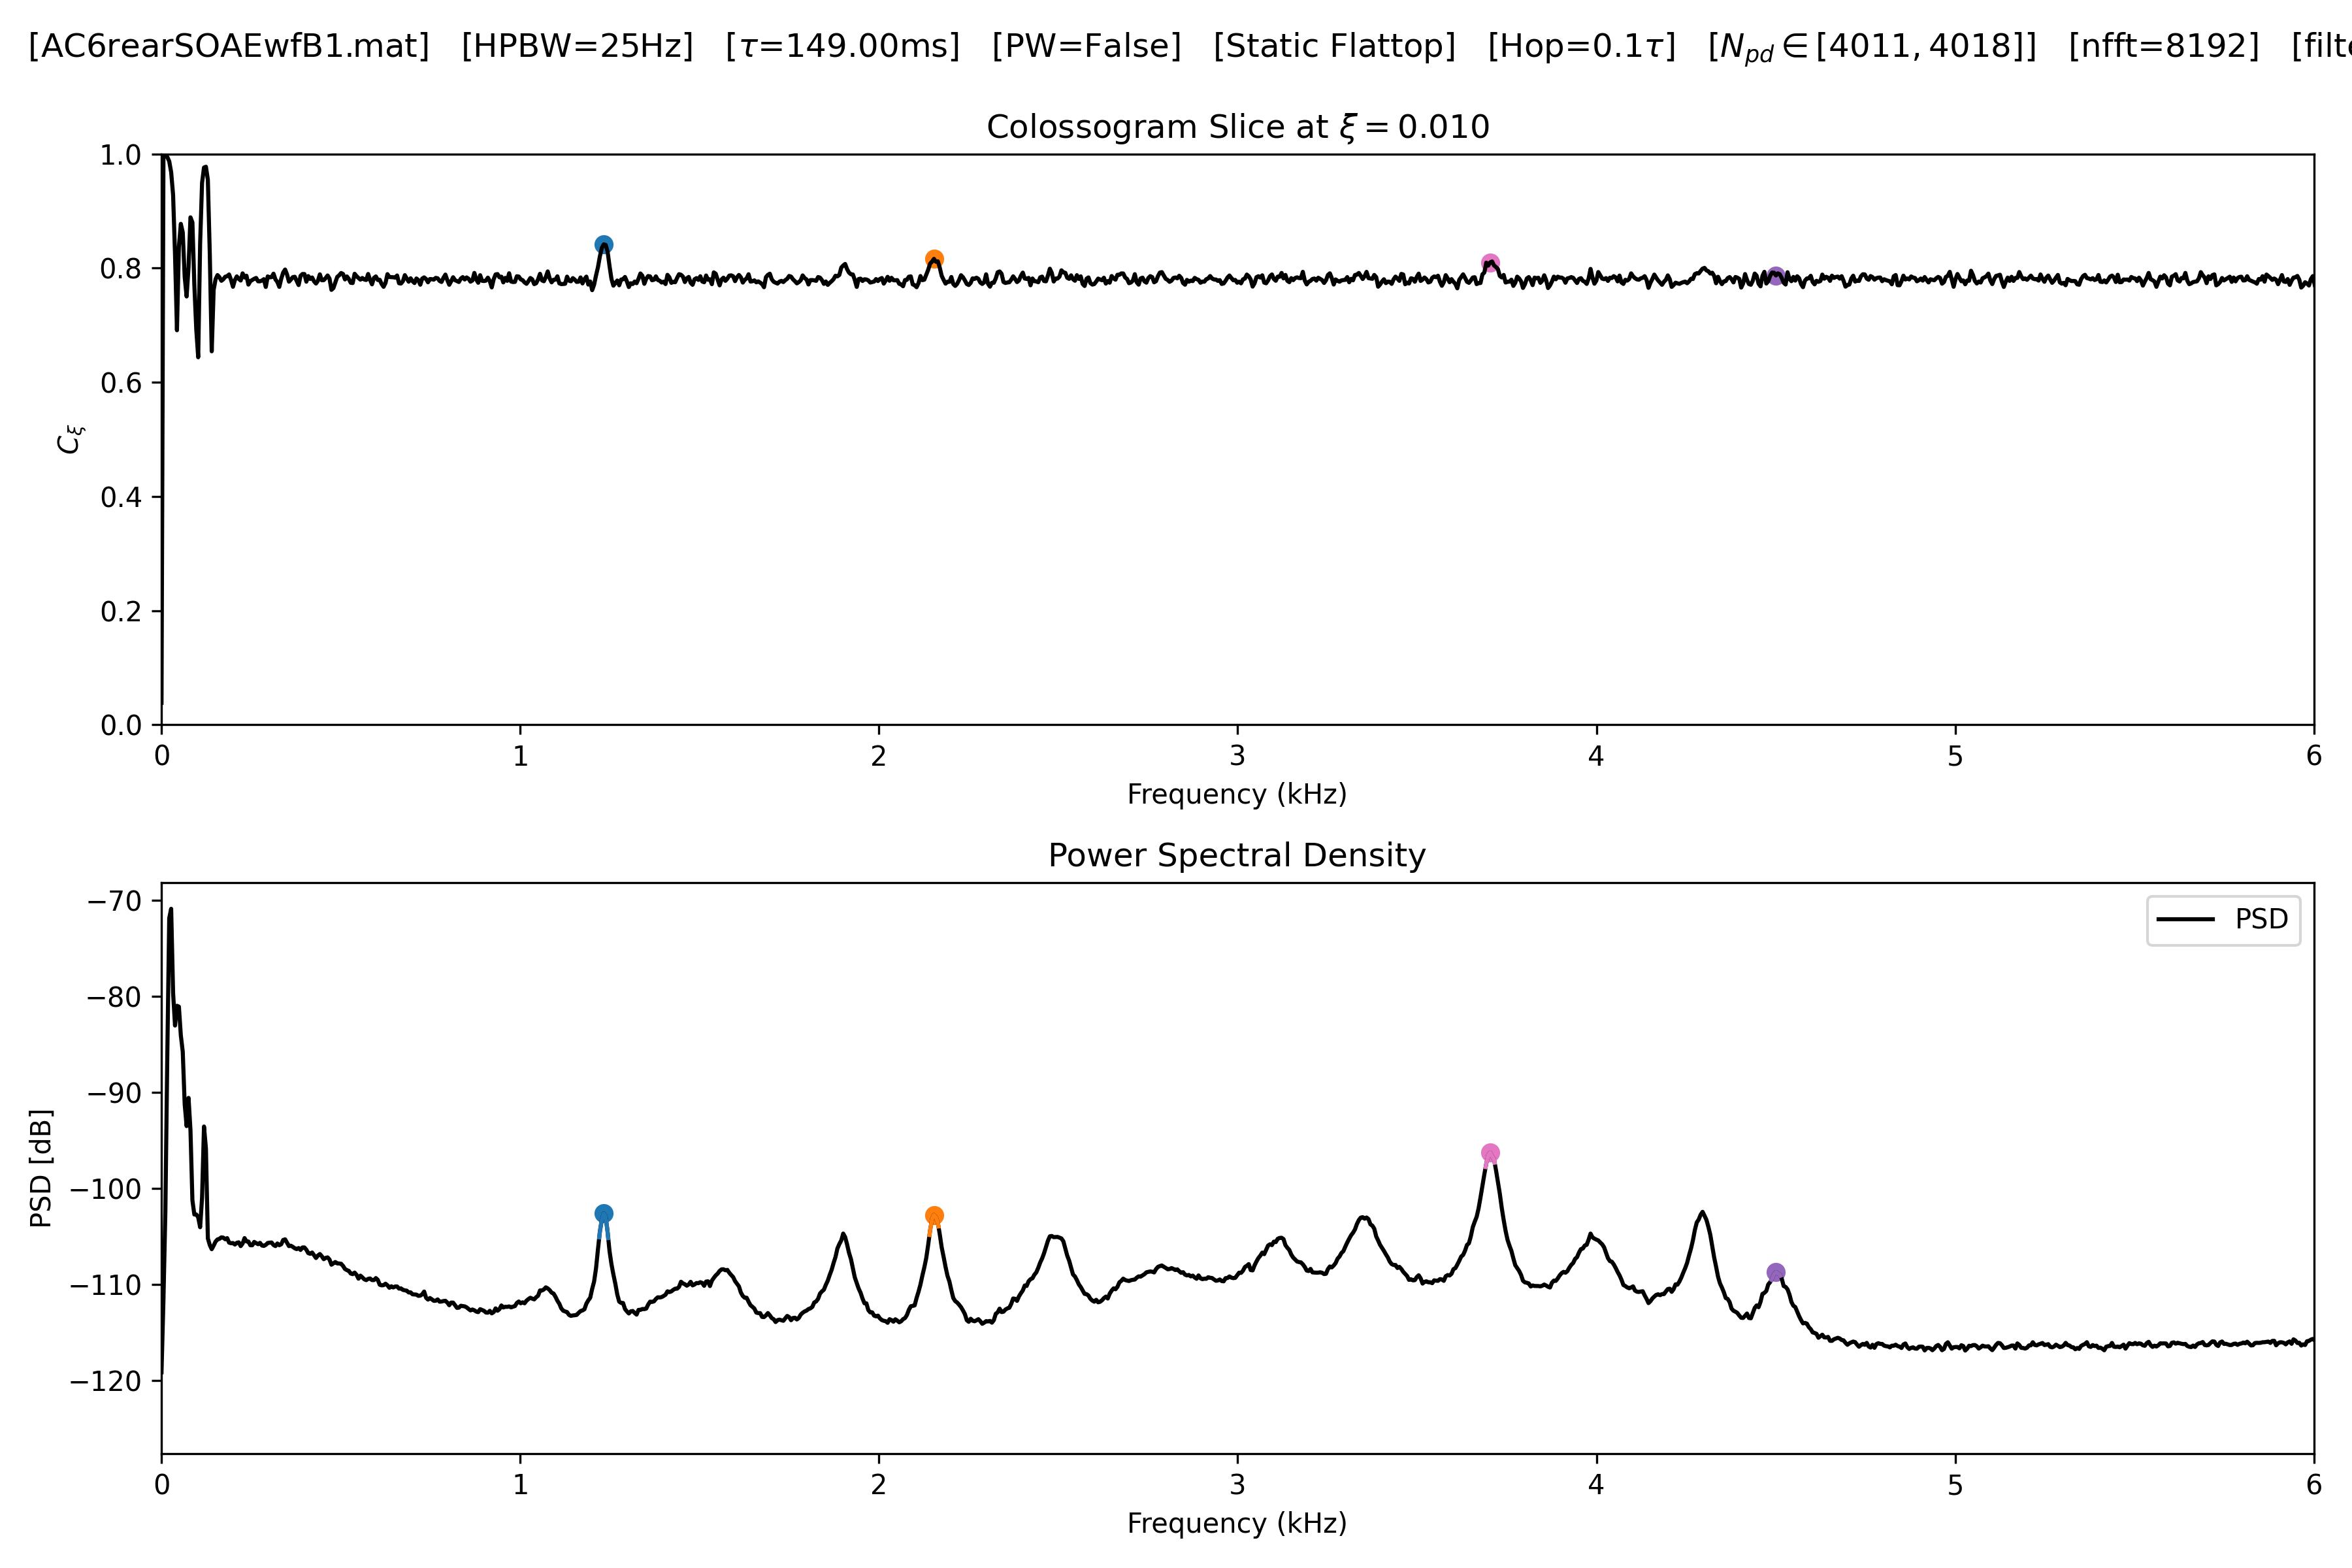 [AC6rearSOAEwfB1.mat] [HPBW=25Hz] [τ=149.00ms] [PW=False] [Static Flattop] [Hop=0.1τ] [N_pd ∈ [4011, 4018]] [nfft=8192]
Colossogram Slice at ξ = 0.010
1.0
0.8
0.6
0.4
0.2
0.0
C_ξ
0 1 2 3 4 5 6
Frequency (kHz)
Power Spectral Density
PSD
−70
−80
−90
−100
−110
−120
PSD [dB]
0 1 2 3 4 5 6
Frequency (kHz)